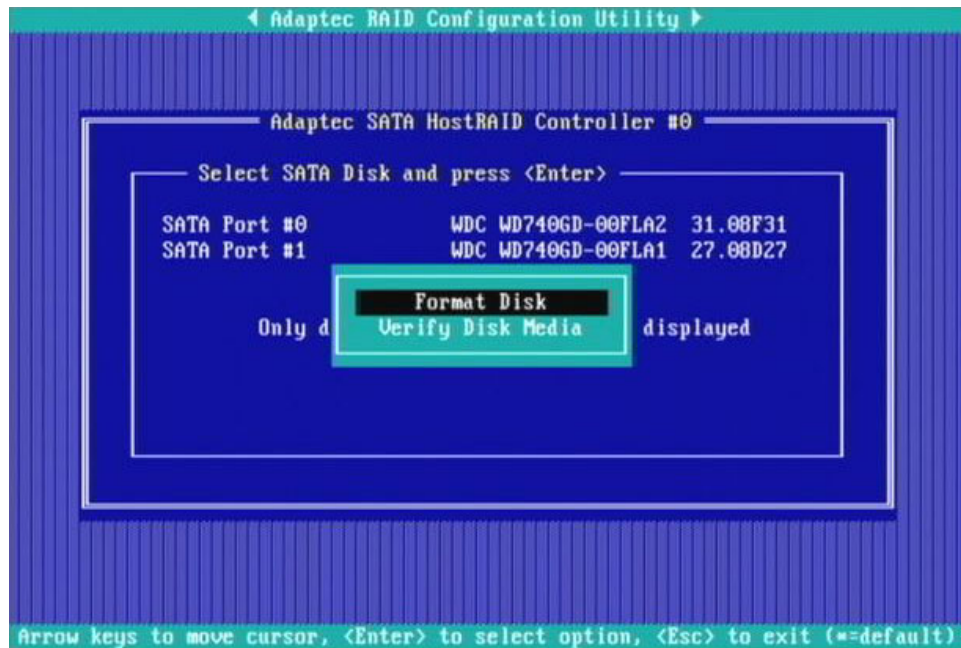 Adaptec RAID Configuration Utility
Adaptec SATA HostRAID Controller #0
Select SATA Disk and press <Enter>
SATA Port #0 WDC WD740GD-00FLA2 31.08F31
SATA Port #1 WDC WD740GD-00FLA1 27.08D27
Format Disk
Only d Verify Disk Media displayed
Arrow keys to move cursor, <Enter> to select option, <Esc> to exit (*=default)